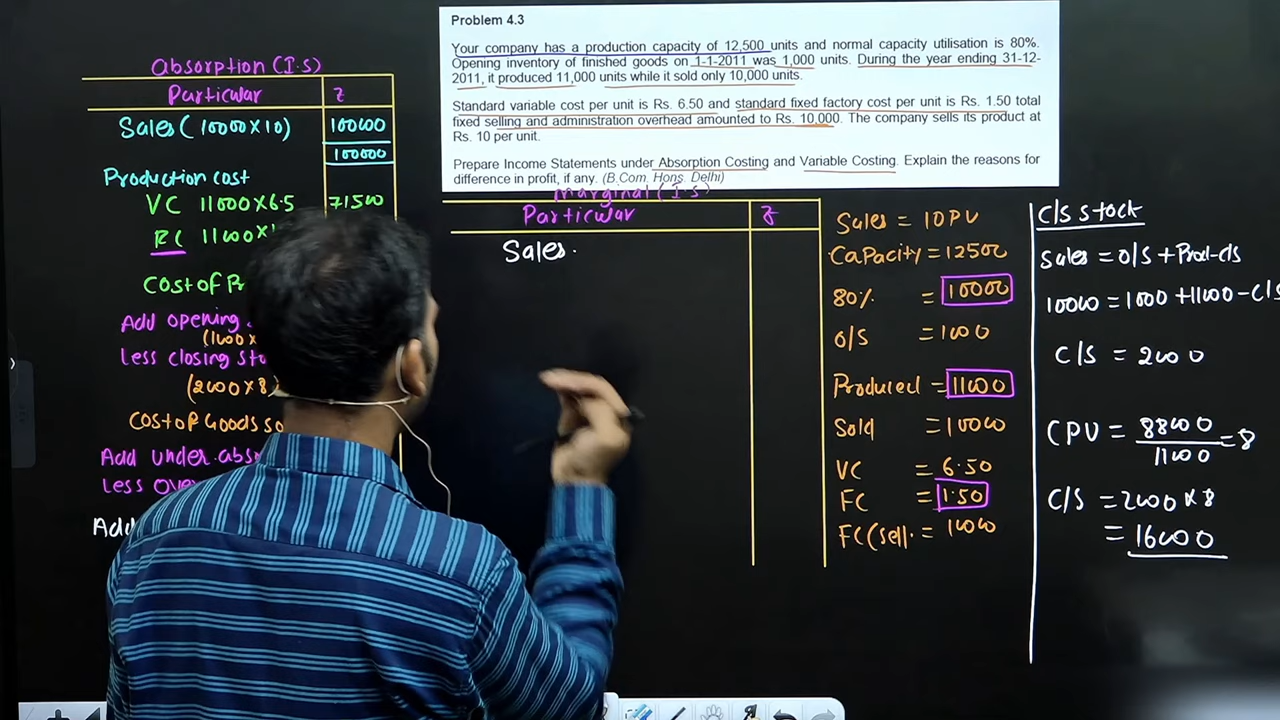 Problem 4.3
Your company has a production capacity of 12,500 units and normal capacity utilisation is 80%.
Opening inventory of finished goods on 1-1-2011 was 1,000 units. During the year ending 31-12-
2011, it produced 11,000 units while it sold only 10,000 units.
Standard variable cost per unit is Rs. 6.50 and standard fixed factory cost per unit is Rs. 1.50 total
fixed selling and administration overhead amounted to Rs. 10,000. The company sells its product at
Rs. 10 per unit.
Prepare Income Statements under Absorption Costing and Variable Costing. Explain the reasons for
difference in profit, if any. (B.Com. Hons. Delhi)
absorption (I.S)
Particular ₹
Sales (10000×10) 100000
100000
Production cost
VC 11000×6.5 71500
FC 11000×
Cost of
Add opening
(1000×
Less closing
(2000×8)
Cost of Goods
Add under.
Less
Add
marginal (I.S)
Particular ₹
Sales.
Sales = 10 PU
Capacity = 12500
80% = 10000
O/S = 1000
Produced = 11000
Sold = 10000
VC = 6.50
FC = 1.50
FC (sell. = 10000
C/S stock
Sales = O/S + Prod - C/S
10000 = 1000 + 11000 - C/S
C/S = 2000
CPU = 88000/11000 = 8
C/S = 2000 × 8
= 16000